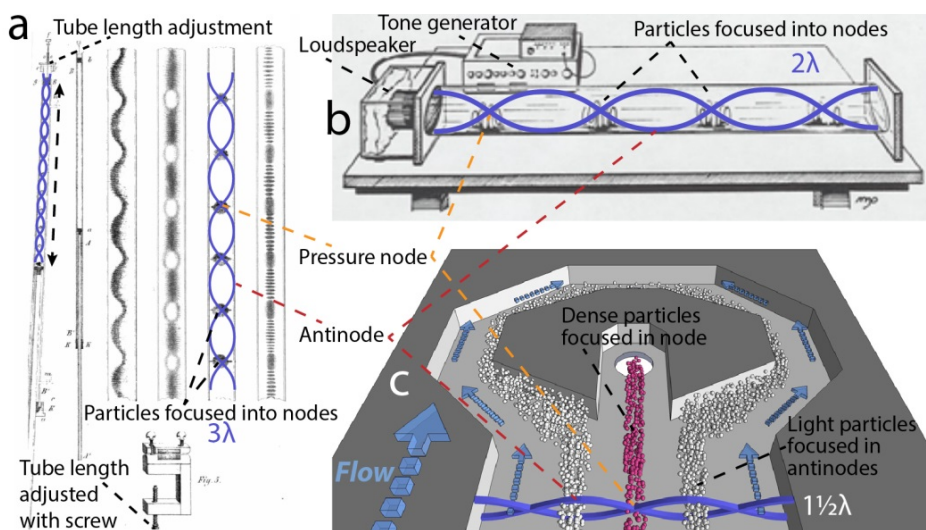 a
Tube length adjustment
Particles focused into nodes
3λ
Tube length
adjusted
with screw
Fig. 3.
Tone generator
Loudspeaker
Particles focused into nodes
2λ
b
Pressure node
Antinode
Dense particles
focused in node
C
Light particles
focused in
antinodes
Flow
1½λ